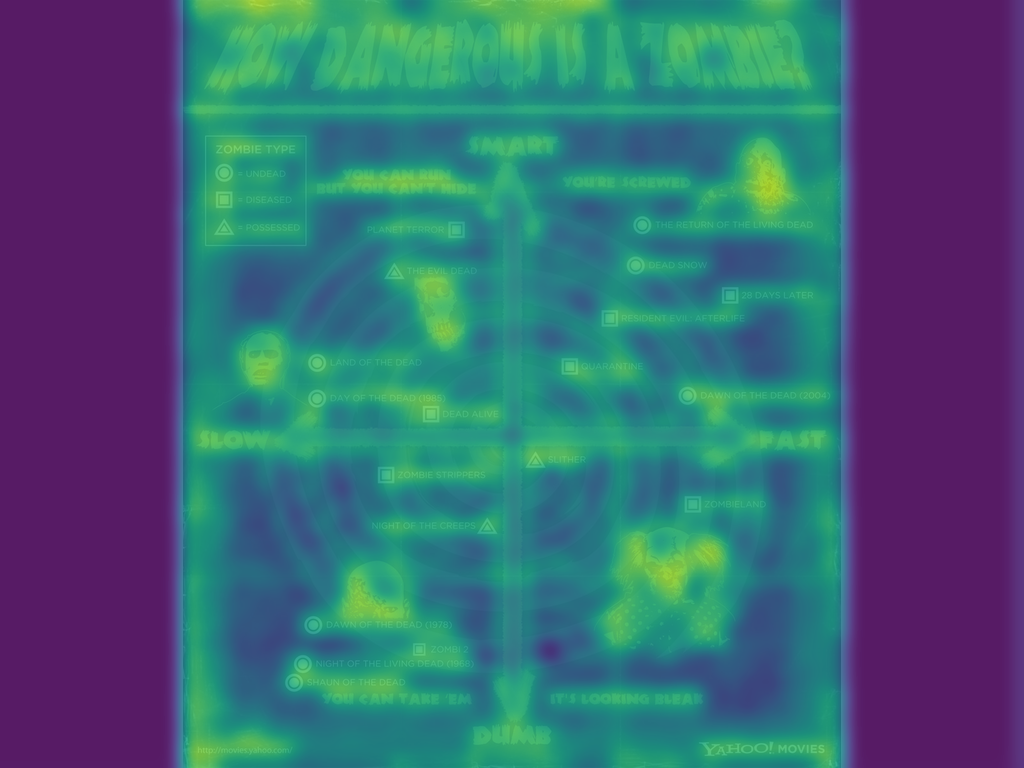 HOW DANGEROUS IS A ZOMBIE?
SMART
ZOMBIE TYPE
= UNDEAD
= DISEASED
= POSSESSED
YOU CAN RUN
BUT YOU CAN'T HIDE
YOU'RE SCREWED
PLANET TERROR
THE RETURN OF THE LIVING DEAD
THE EVIL DEAD
DEAD SNOW
28 DAYS LATER
RESIDENT EVIL: AFTERLIFE
LAND OF THE DEAD
QUARANTINE
DAY OF THE DEAD (1985)
DAWN OF THE DEAD (2004)
DEAD ALIVE
SLOW
FAST
SLITHER
ZOMBIE STRIPPERS
ZOMBIELAND
NIGHT OF THE CREEPS
DAWN OF THE DEAD (1978)
ZOMBI 2
NIGHT OF THE LIVING DEAD (1968)
SHAUN OF THE DEAD
YOU CAN TAKE 'EM
IT'S LOOKING BLEAK
DUMB
http://movies.yahoo.com/
YAHOO! MOVIES